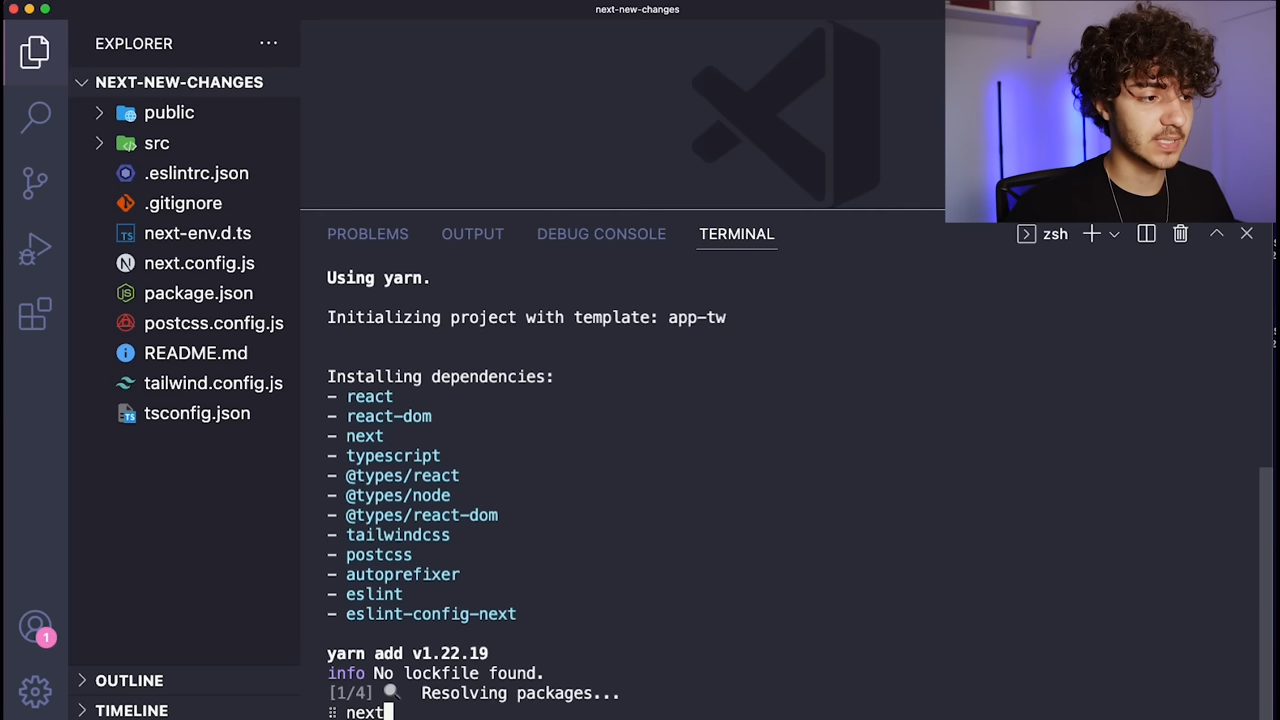 next-new-changes
EXPLORER
NEXT-NEW-CHANGES
public
src
.eslintrc.json
.gitignore
next-env.d.ts
next.config.js
package.json
postcss.config.js
README.md
tailwind.config.js
tsconfig.json
OUTLINE
TIMELINE
1
PROBLEMS
OUTPUT
DEBUG CONSOLE
TERMINAL
zsh
Using yarn.
Initializing project with template: app-tw
Installing dependencies:
- react
- react-dom
- next
- typescript
- @types/react
- @types/node
- @types/react-dom
- tailwindcss
- postcss
- autoprefixer
- eslint
- eslint-config-next
yarn add v1.22.19
info No lockfile found.
[1/4] 🔍 Resolving packages...
⠿ next